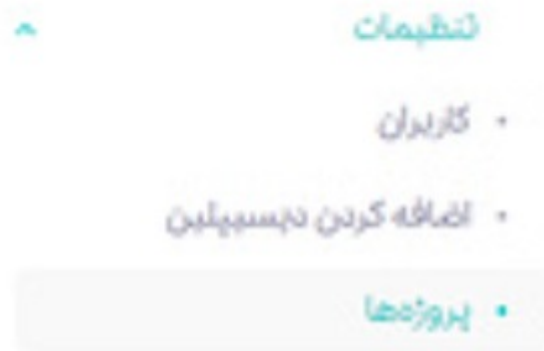 تنظیمات
کاربران
اضافه کردن دیسیپلین
پروژه‌ها